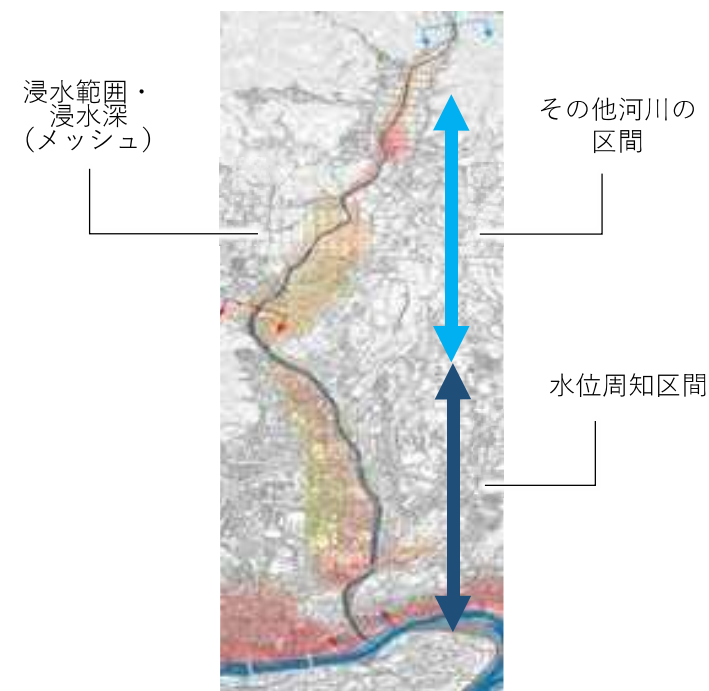 浸水範囲・
浸水深
（メッシュ）
その他河川の
区間
水位周知区間